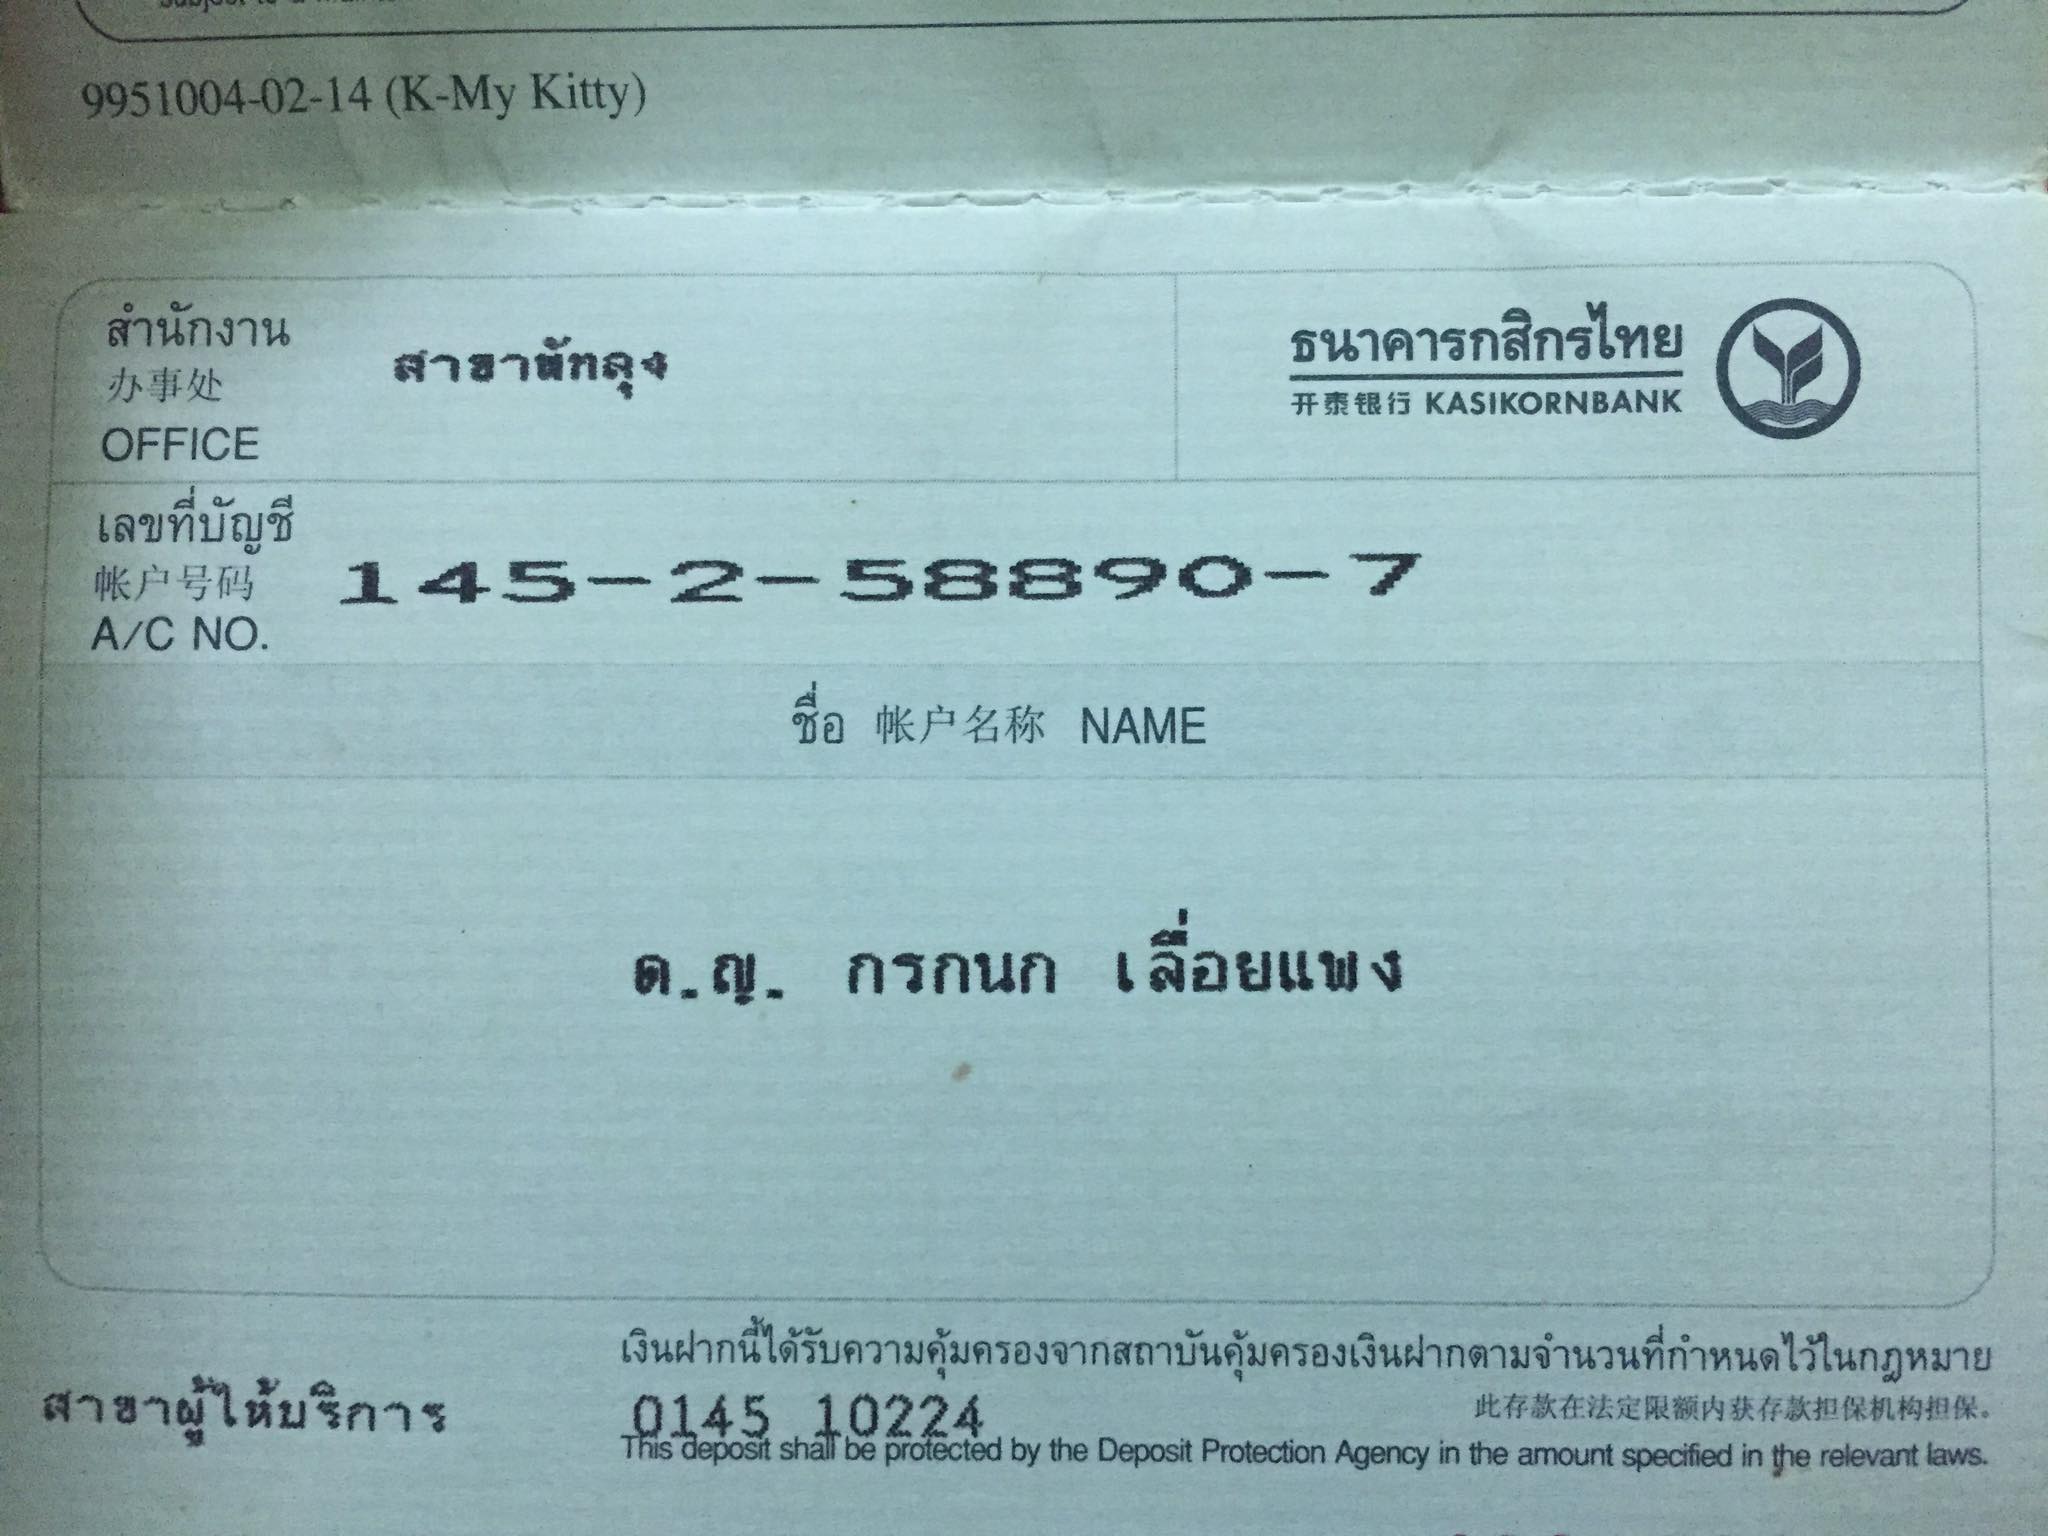 9951004-02-14 (K-My Kitty)
สำนักงาน
办事处
OFFICE
สาขาพัทลุง
ธนาคารกสิกรไทย
开泰银行 KASIKORNBANK
เลขที่บัญชี
帐户号码
A/C NO.
145-2-58890-7
ชื่อ 帐户名称 NAME
ด.ญ. กรกนก เลื่อยแพง
เงินฝากนี้ได้รับความคุ้มครองจากสถาบันคุ้มครองเงินฝากตามจำนวนที่กำหนดไว้ในกฎหมาย
สาขาผู้ให้บริการ 0145 10224
此存款在法定限额内获存款担保机构担保。
This deposit shall be protected by the Deposit Protection Agency in the amount specified in the relevant laws.